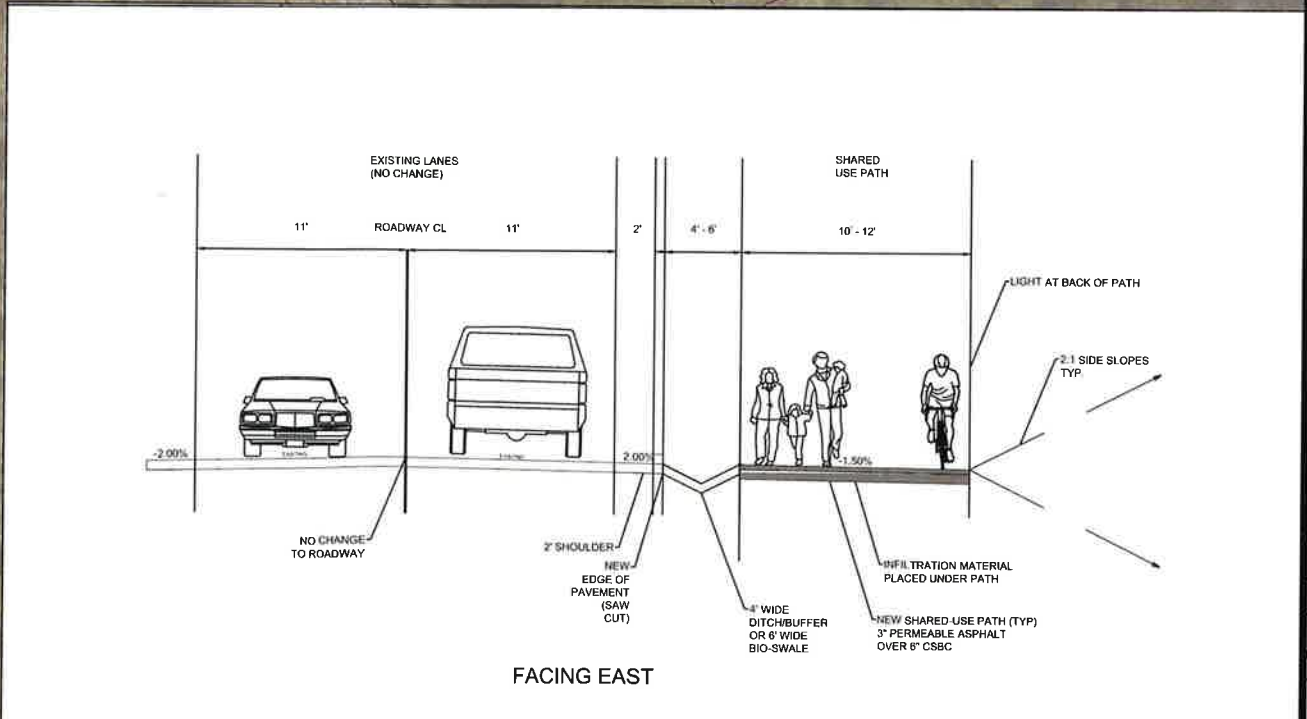 EXISTING LANES
(NO CHANGE)
SHARED
USE PATH
11'
ROADWAY CL
11'
2'
4' - 6'
10' - 12'
LIGHT AT BACK OF PATH
2:1 SIDE SLOPES
TYP.
-2.00%
2.00%
-1.50%
NO CHANGE
TO ROADWAY
2' SHOULDER
NEW
EDGE OF
PAVEMENT
(SAW
CUT)
4' WIDE
DITCH/BUFFER
OR 6' WIDE
BIO-SWALE
INFILTRATION MATERIAL
PLACED UNDER PATH
NEW SHARED-USE PATH (TYP)
3" PERMEABLE ASPHALT
OVER 6" CSBC
FACING EAST